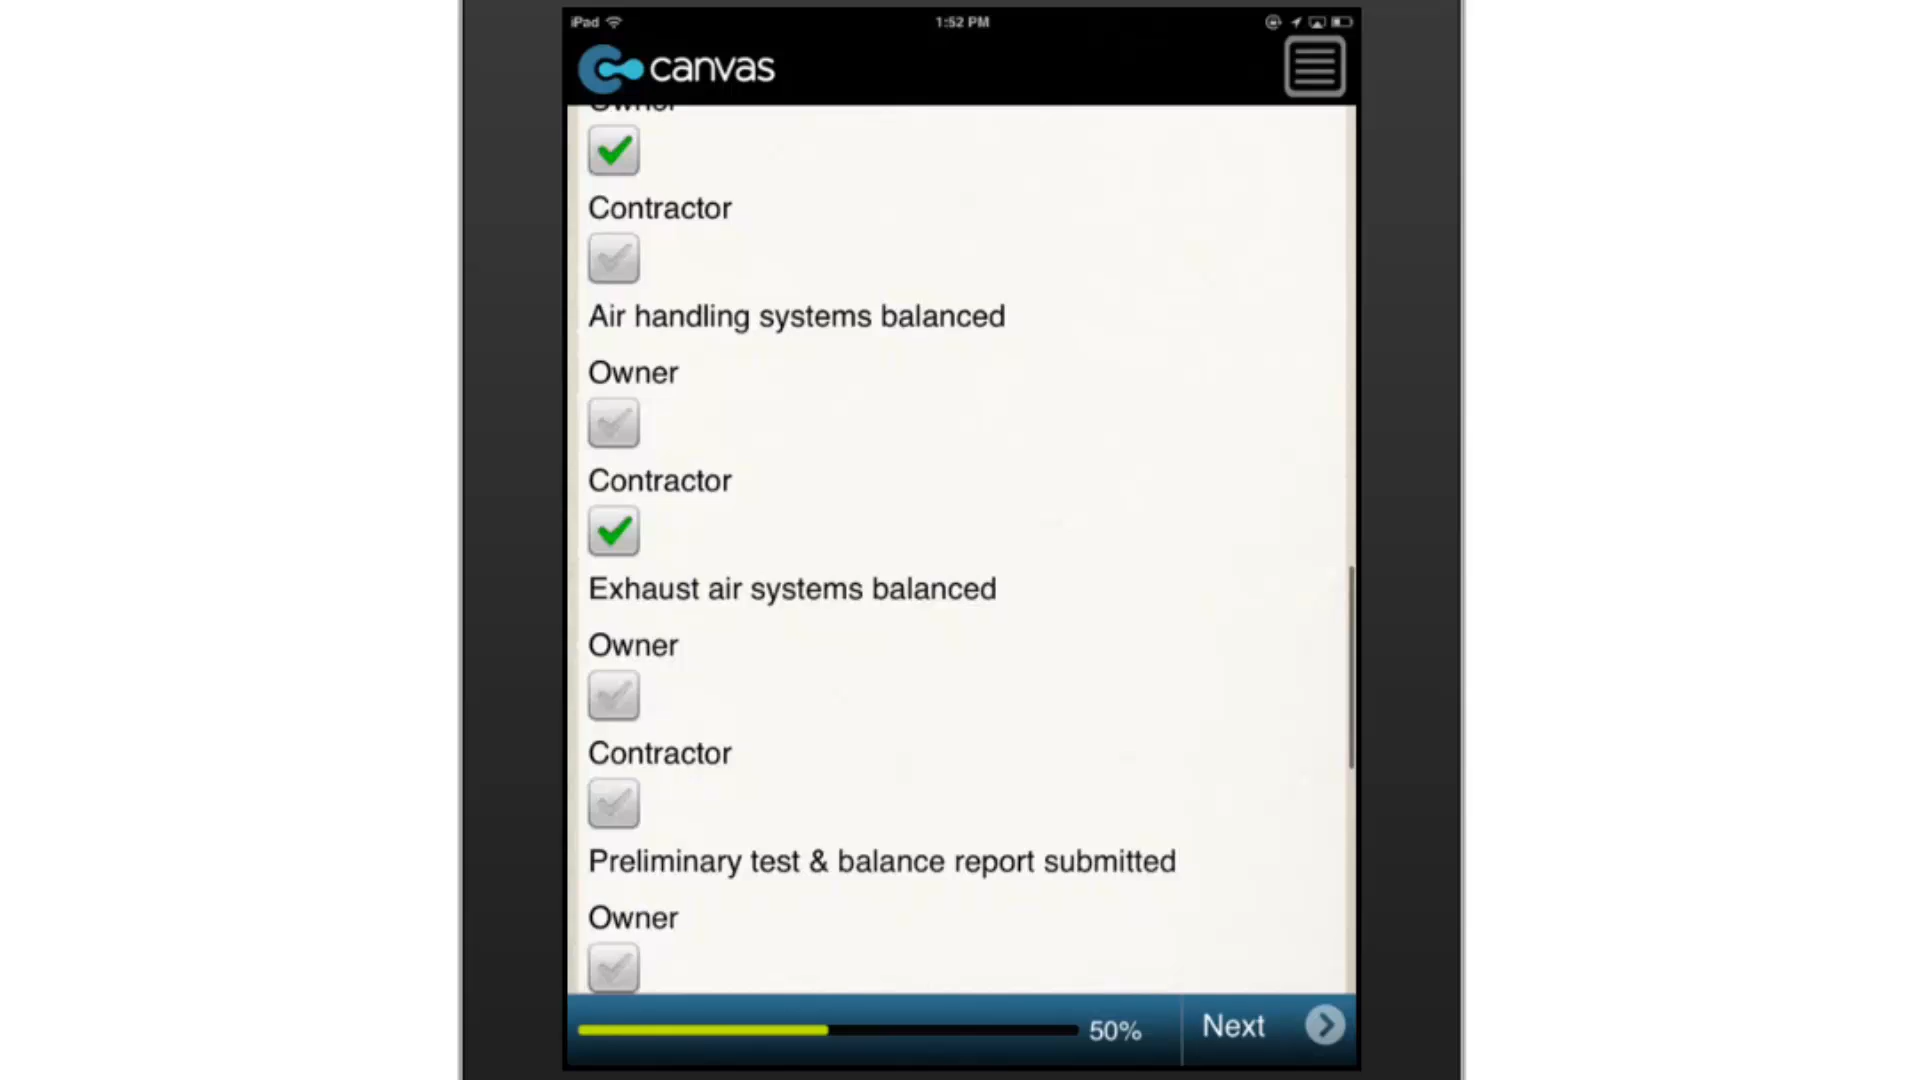 iPad
1:52 PM
canvas
Owner
Contractor
Air handling systems balanced
Owner
Contractor
Exhaust air systems balanced
Owner
Contractor
Preliminary test & balance report submitted
Owner
50%
Next